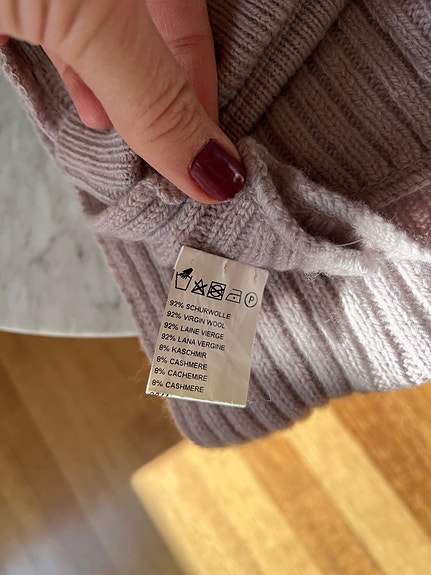 P
92% SCHURWOLLE
92% VIRGIN WOOL
92% LAINE VIERGE
92% LANA VERGINE
8% KASCHMIR
8% CASHMERE
8% CACHEMIRE
8% CASHMERE